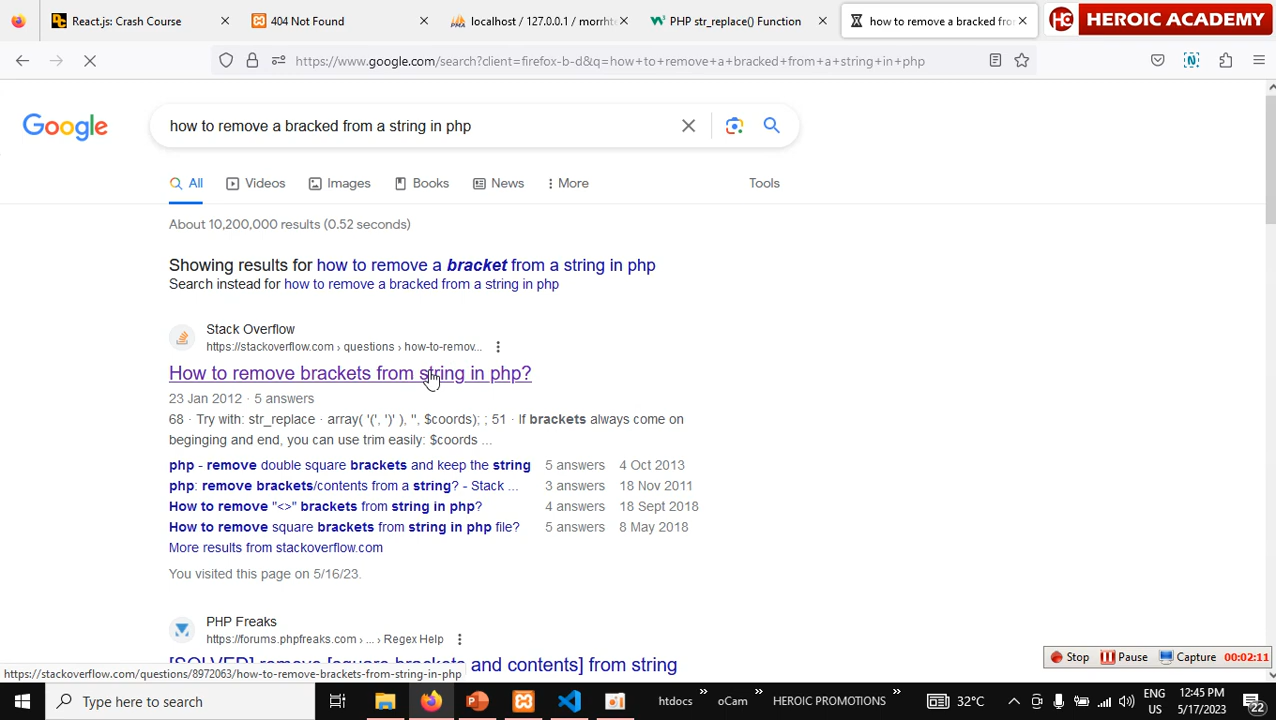 React.js: Crash Course
404 Not Found
localhost / 127.0.0.1 / morrhte
PHP str_replace() Function
how to remove a bracked fro
HEROIC ACADEMY
https://www.google.com/search?client=firefox-b-d&q=how+to+remove+a+bracked+from+a+string+in+php
Google
how to remove a bracked from a string in php
All
Videos
Images
Books
News
More
Tools
About 10,200,000 results (0.52 seconds)
Showing results for how to remove a bracket from a string in php
Search instead for how to remove a bracked from a string in php
Stack Overflow
https://stackoverflow.com › questions › how-to-remov...
How to remove brackets from string in php?
23 Jan 2012 · 5 answers
68 · Try with: str_replace · array( '(', ')' ), '', $coords); ; 51 · If brackets always come on
beginging and end, you can use trim easily: $coords ...
php - remove double square brackets and keep the string 5 answers 4 Oct 2013
php: remove brackets/contents from a string? - Stack ... 3 answers 18 Nov 2011
How to remove "<>" brackets from string in php? 4 answers 18 Sept 2018
How to remove square brackets from string in php file? 5 answers 8 May 2018
More results from stackoverflow.com
You visited this page on 5/16/23.
PHP Freaks
https://forums.phpfreaks.com › ... › Regex Help
[SOLVED] remove [square brackets and contents] from string
Stop
Pause
Capture
00:02:11
https://stackoverflow.com/questions/8972063/how-to-remove-brackets-from-string-in-php
Type here to search
htdocs
oCam
HEROIC PROMOTIONS
32°C
ENG
US
12:45 PM
5/17/2023
22